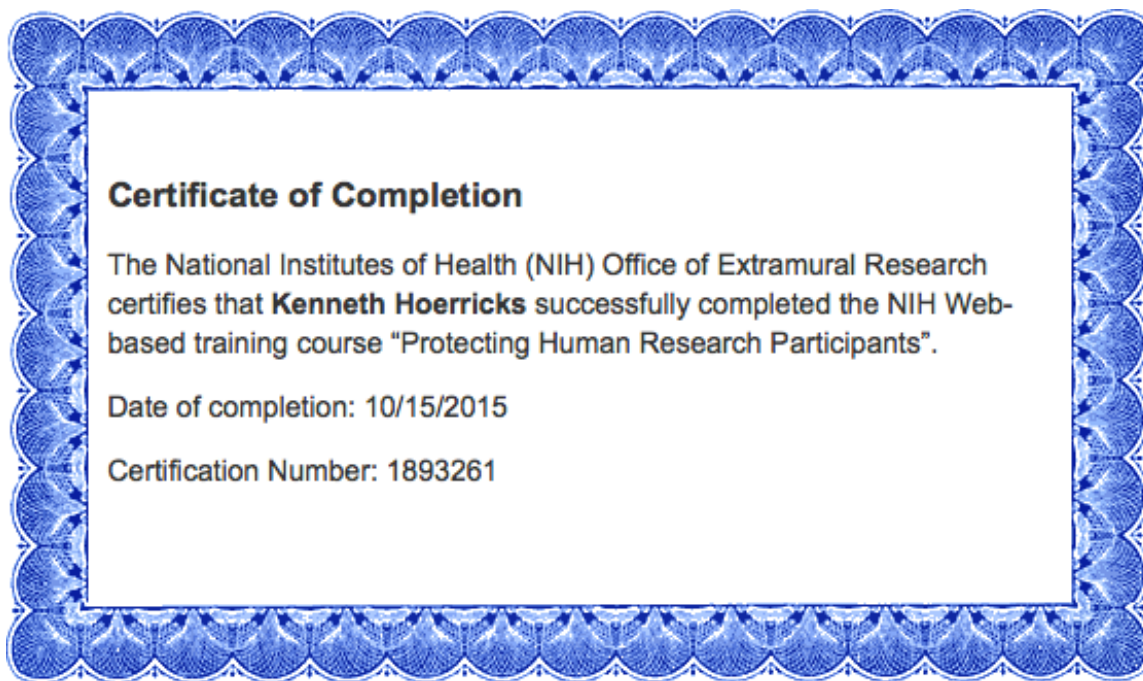 Certificate of Completion
The National Institutes of Health (NIH) Office of Extramural Research
certifies that Kenneth Hoerricks successfully completed the NIH Web-
based training course “Protecting Human Research Participants”.
Date of completion: 10/15/2015
Certification Number: 1893261